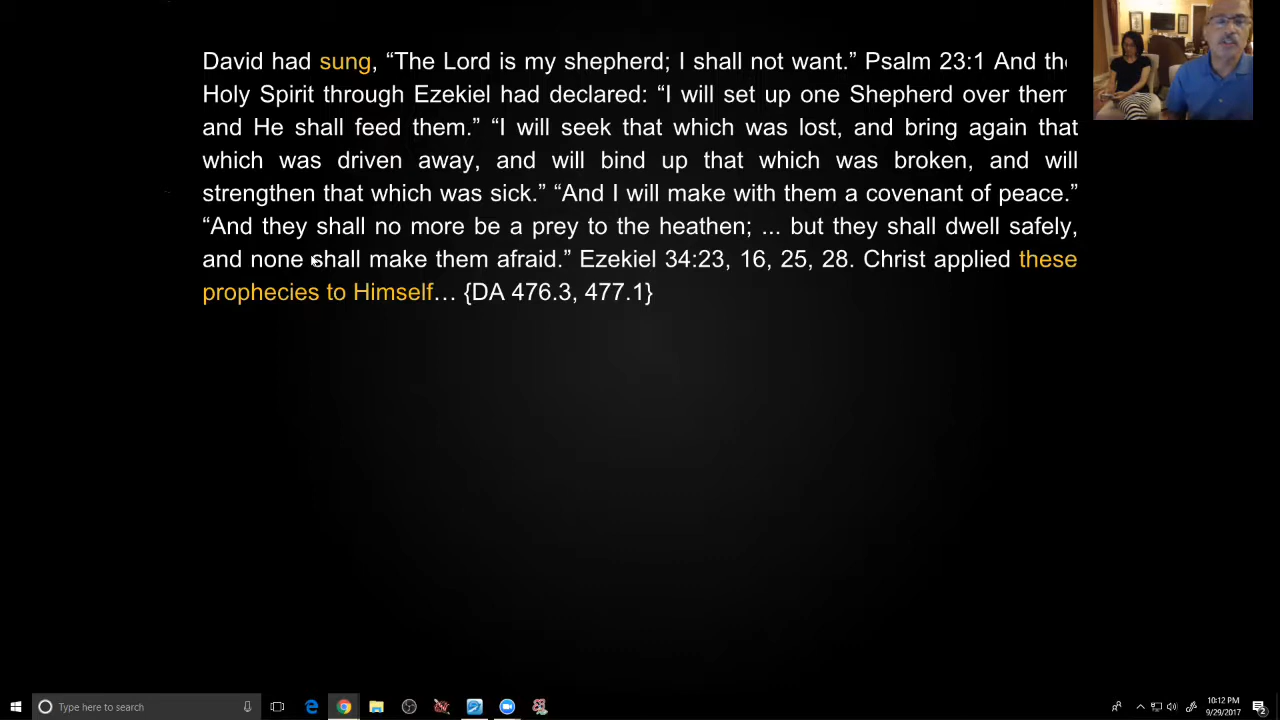 David had sung, “The Lord is my shepherd; I shall not want.” Psalm 23:1 And the
Holy Spirit through Ezekiel had declared: “I will set up one Shepherd over them
and He shall feed them.” “I will seek that which was lost, and bring again that
which was driven away, and will bind up that which was broken, and will
strengthen that which was sick.” “And I will make with them a covenant of peace.”
“And they shall no more be a prey to the heathen; ... but they shall dwell safely,
and none shall make them afraid.” Ezekiel 34:23, 16, 25, 28. Christ applied these
prophecies to Himself… {DA 476.3, 477.1}
Type here to search
10:12 PM
9/29/2017
2